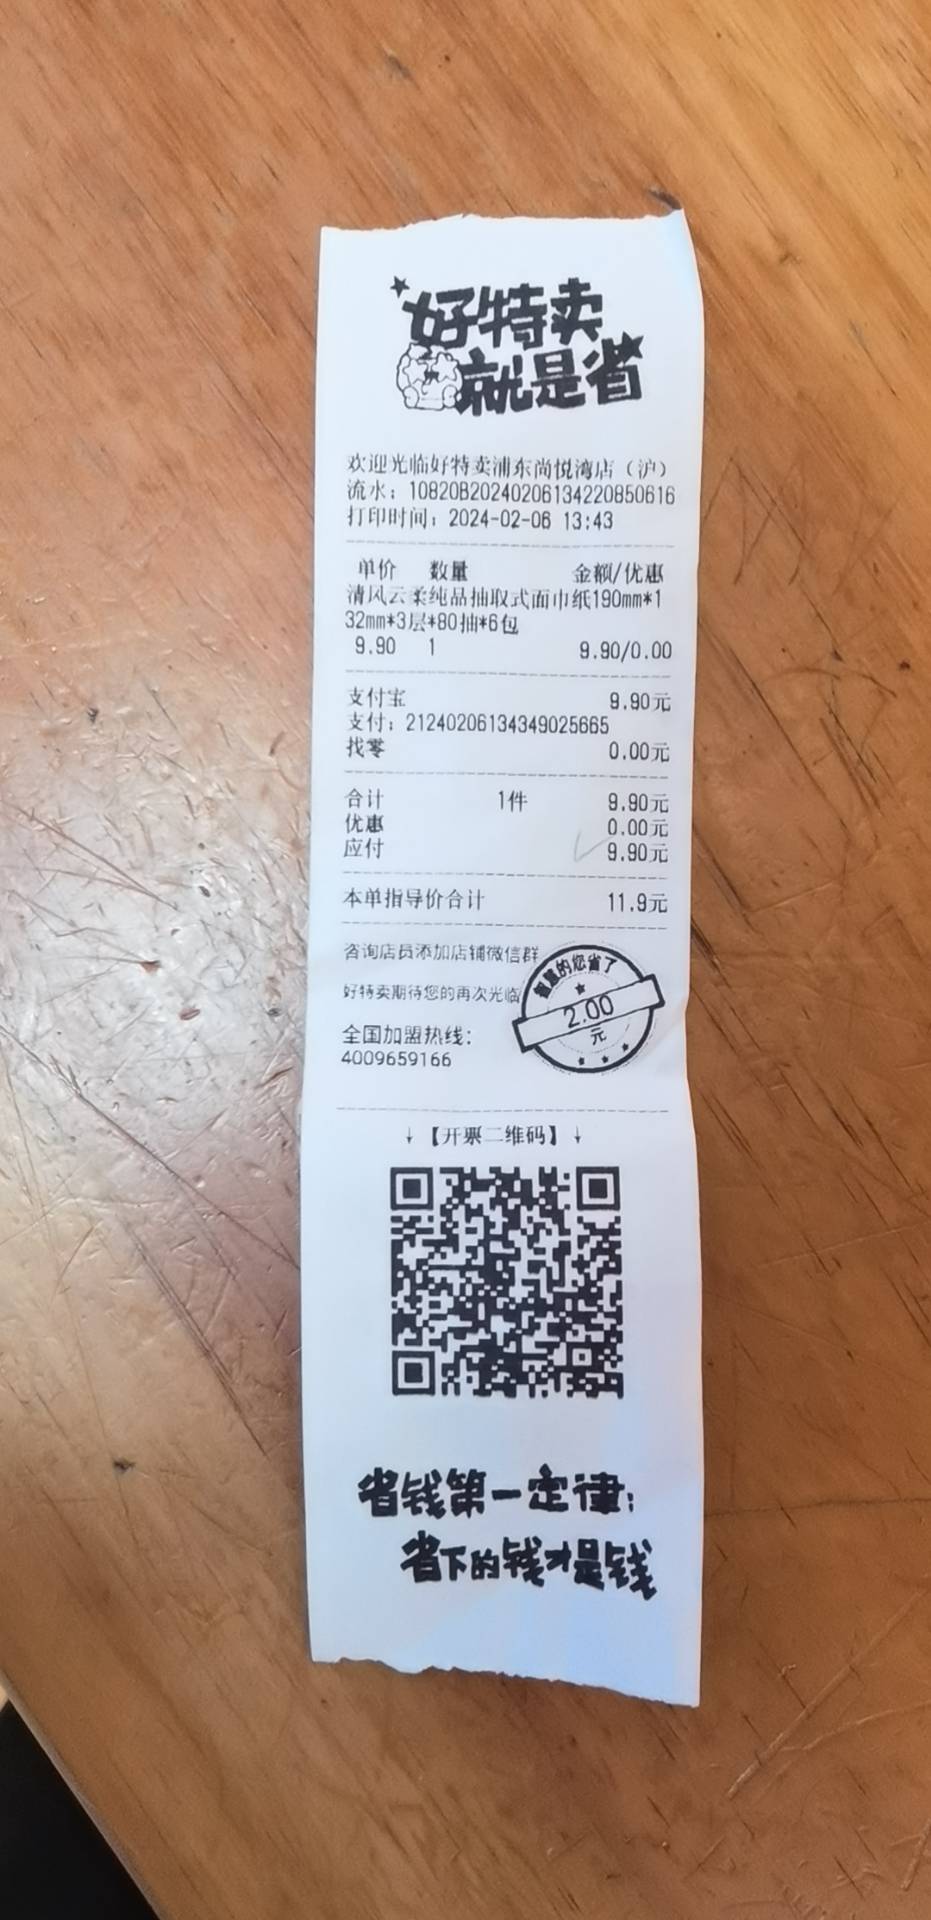 好特卖
就是省
欢迎光临好特卖浦东尚悦湾店（沪）
流水：10820B20240206134220850616
打印时间：2024-02-06 13:43
单价 数量 金额/优惠
清风云柔纯品抽取式面巾纸190mm*1
32mm*3层*80抽*6包
9.90 1 9.90/0.00
支付宝 9.90元
支付：21240206134349025665
找零 0.00元
合计 1件 9.90元
优惠 0.00元
应付 9.90元
本单指导价合计 11.9元
咨询店员添加店铺微信群
好特卖期待您的再次光临
智慧的您省了
2.00
元
全国加盟热线：
4009659166
↓【开票二维码】↓
省钱第一定律：
省下的钱才是钱